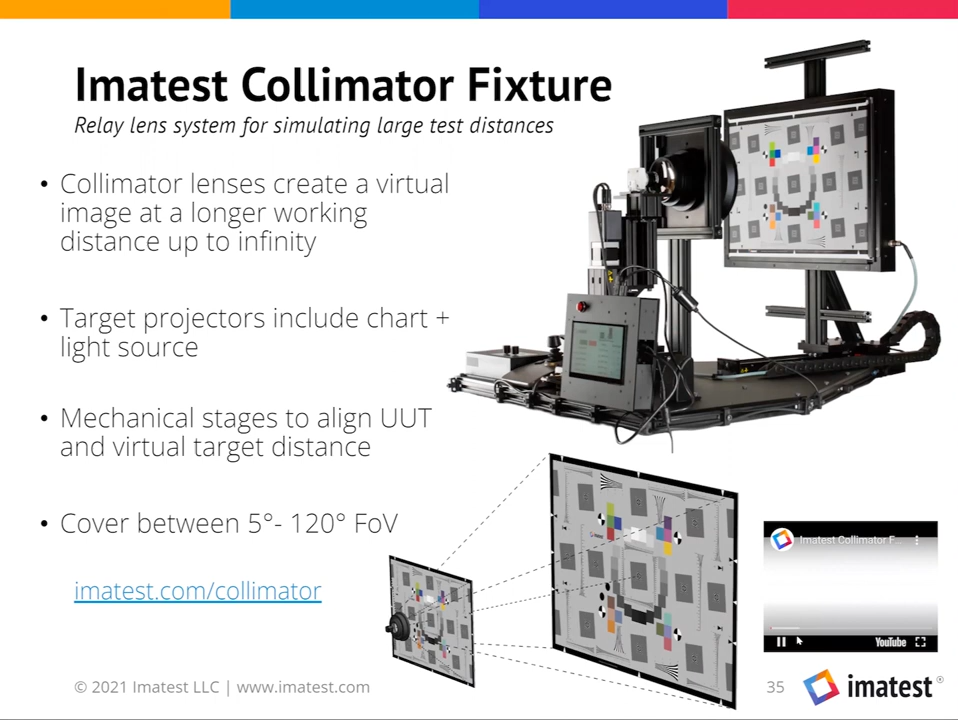 Imatest Collimator Fixture
Relay lens system for simulating large test distances
• Collimator lenses create a virtual
image at a longer working
distance up to infinity
• Target projectors include chart +
light source
• Mechanical stages to align UUT
and virtual target distance
• Cover between 5°- 120° FoV
imatest.com/collimator
Imatest Collimator F...
YouTube
© 2021 Imatest LLC | www.imatest.com
35
imatest®